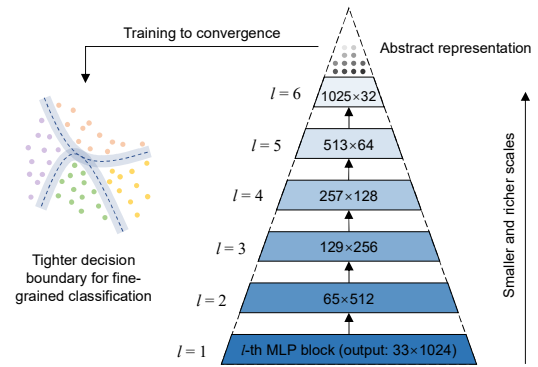 Training to convergence
Abstract representation
l = 6
1025×32
l = 5
513×64
l = 4
257×128
l = 3
129×256
l = 2
65×512
l = 1
l-th MLP block (output: 33×1024)
Tighter decision
boundary for fine-
grained classification
Smaller and richer scales